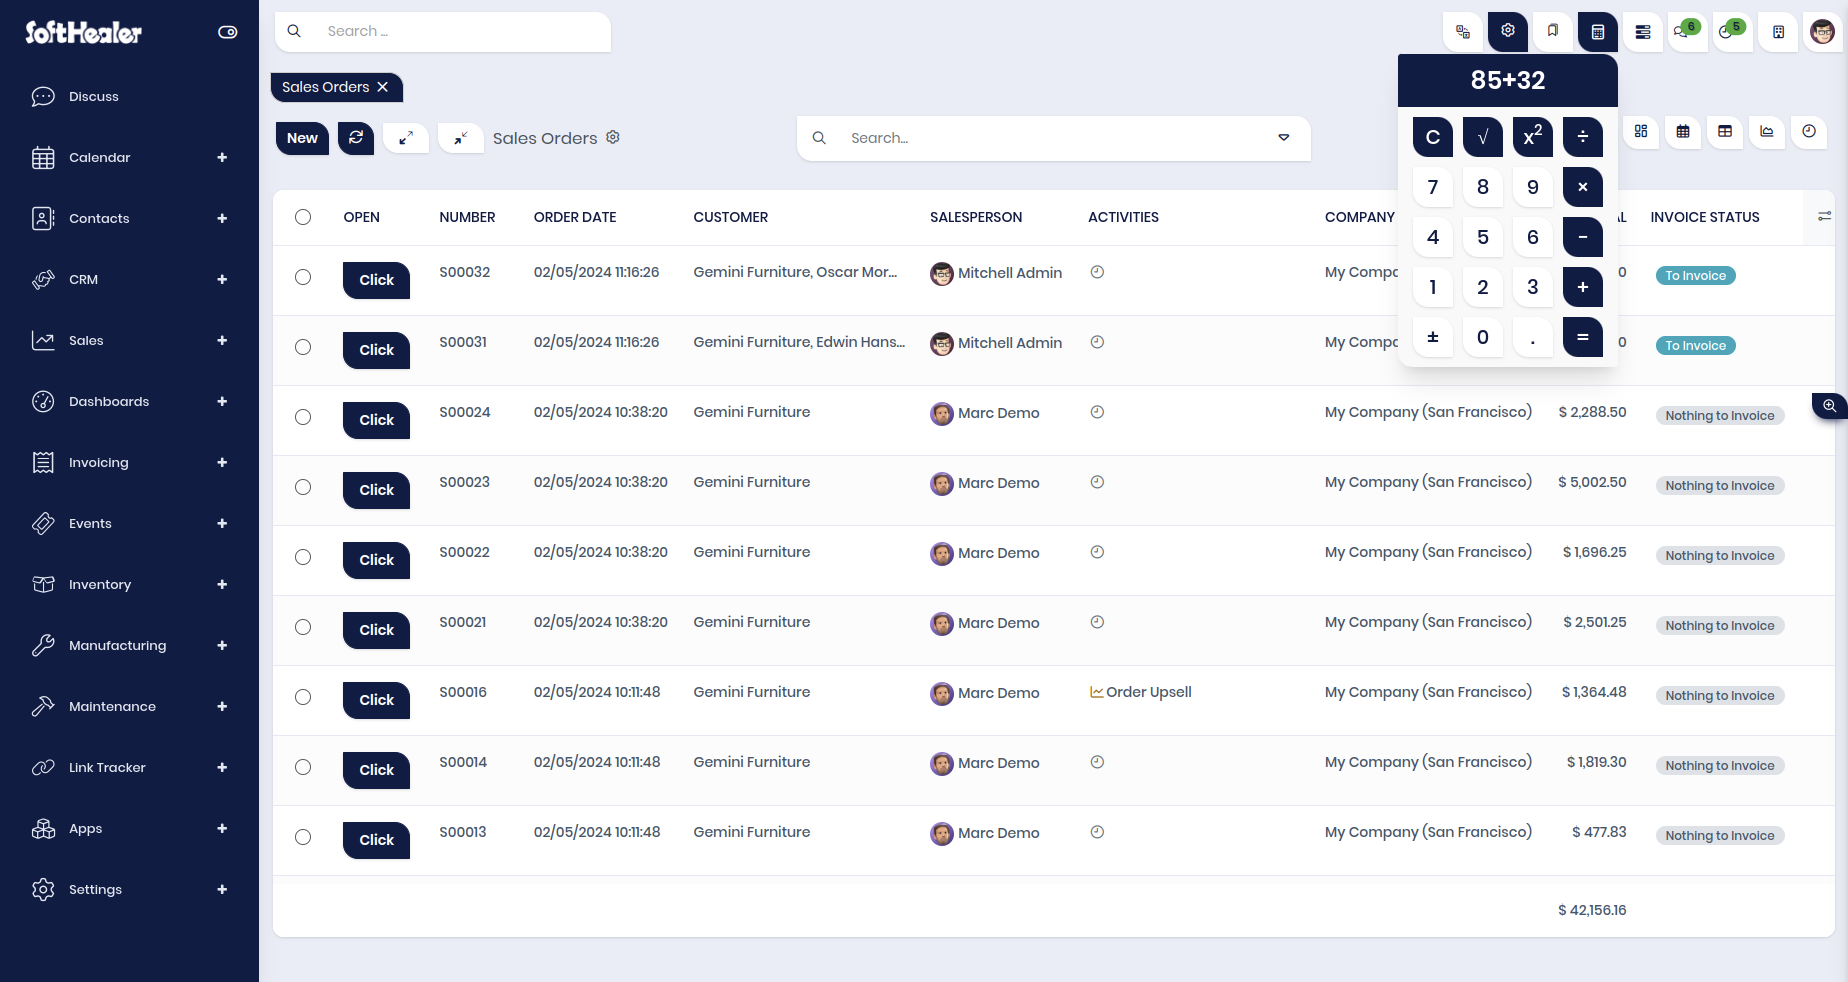 SoftHealer
Search ...
6
5
Discuss
Calendar
Contacts
CRM
Sales
Dashboards
Invoicing
Events
Inventory
Manufacturing
Maintenance
Link Tracker
Apps
Settings
Sales Orders
New
Sales Orders
Search...
85+32
C √ x² ÷
7 8 9 ×
4 5 6 -
1 2 3 +
± 0 . =
OPEN NUMBER ORDER DATE CUSTOMER SALESPERSON ACTIVITIES COMPANY AL INVOICE STATUS
Click S00032 02/05/2024 11:16:26 Gemini Furniture, Oscar Mor... Mitchell Admin My Compa 0 To Invoice
Click S00031 02/05/2024 11:16:26 Gemini Furniture, Edwin Hans... Mitchell Admin My Compa 0 To Invoice
Click S00024 02/05/2024 10:38:20 Gemini Furniture Marc Demo My Company (San Francisco) $ 2,288.50 Nothing to Invoice
Click S00023 02/05/2024 10:38:20 Gemini Furniture Marc Demo My Company (San Francisco) $ 5,002.50 Nothing to Invoice
Click S00022 02/05/2024 10:38:20 Gemini Furniture Marc Demo My Company (San Francisco) $ 1,696.25 Nothing to Invoice
Click S00021 02/05/2024 10:38:20 Gemini Furniture Marc Demo My Company (San Francisco) $ 2,501.25 Nothing to Invoice
Click S00016 02/05/2024 10:11:48 Gemini Furniture Marc Demo Order Upsell My Company (San Francisco) $ 1,364.48 Nothing to Invoice
Click S00014 02/05/2024 10:11:48 Gemini Furniture Marc Demo My Company (San Francisco) $ 1,819.30 Nothing to Invoice
Click S00013 02/05/2024 10:11:48 Gemini Furniture Marc Demo My Company (San Francisco) $ 477.83 Nothing to Invoice
$ 42,156.16